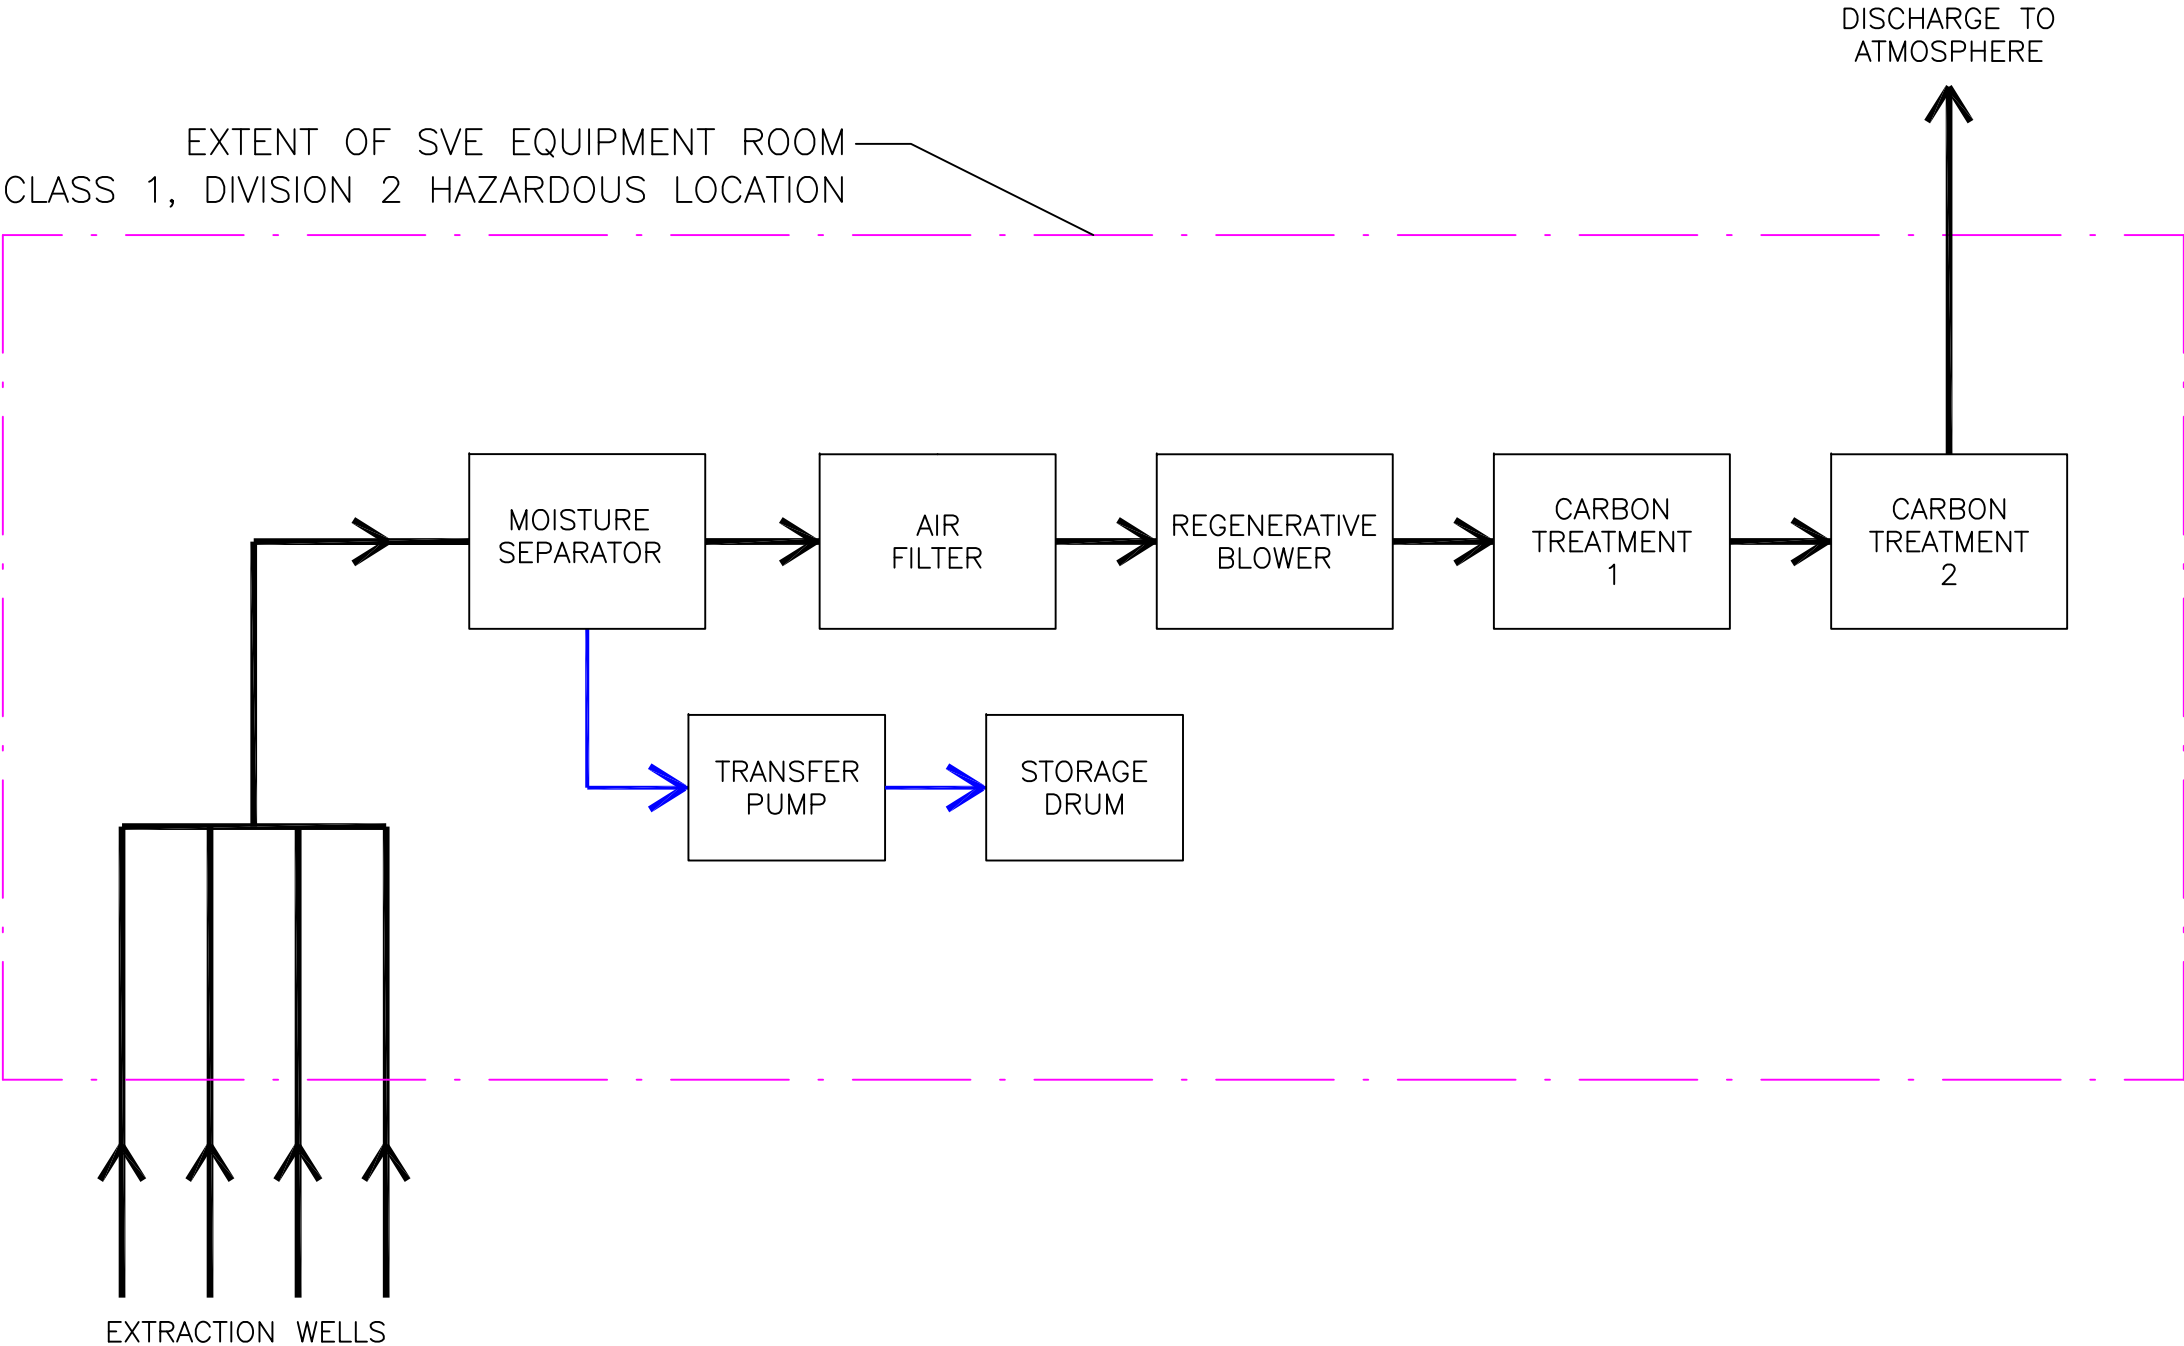 DISCHARGE TO
ATMOSPHERE
EXTENT OF SVE EQUIPMENT ROOM
CLASS 1, DIVISION 2 HAZARDOUS LOCATION
MOISTURE
SEPARATOR
AIR
FILTER
REGENERATIVE
BLOWER
CARBON
TREATMENT
1
CARBON
TREATMENT
2
TRANSFER
PUMP
STORAGE
DRUM
EXTRACTION WELLS